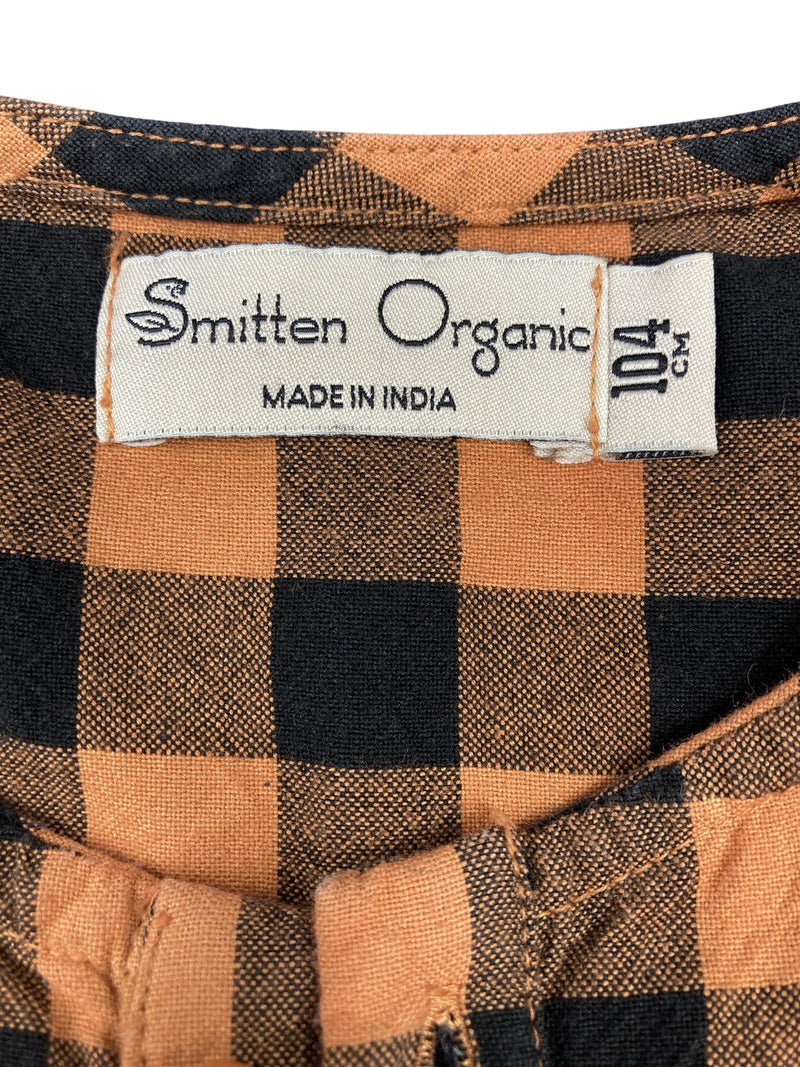 Smitten Organic
MADE IN INDIA
104
CM